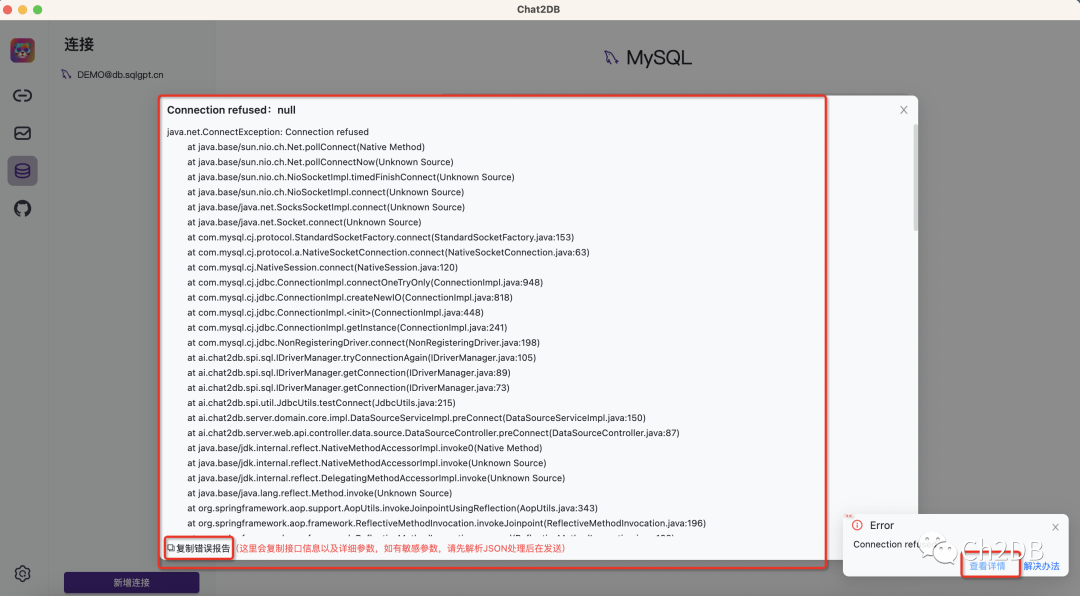 Chat2DB
连接
DEMO@db.sqlgpt.cn
MySQL
Connection refused：null
java.net.ConnectException: Connection refused
at java.base/sun.nio.ch.Net.pollConnect(Native Method)
at java.base/sun.nio.ch.Net.pollConnectNow(Unknown Source)
at java.base/sun.nio.ch.NioSocketImpl.timedFinishConnect(Unknown Source)
at java.base/sun.nio.ch.NioSocketImpl.connect(Unknown Source)
at java.base/java.net.SocksSocketImpl.connect(Unknown Source)
at java.base/java.net.Socket.connect(Unknown Source)
at com.mysql.cj.protocol.StandardSocketFactory.connect(StandardSocketFactory.java:153)
at com.mysql.cj.protocol.a.NativeSocketConnection.connect(NativeSocketConnection.java:63)
at com.mysql.cj.NativeSession.connect(NativeSession.java:120)
at com.mysql.cj.jdbc.ConnectionImpl.connectOneTryOnly(ConnectionImpl.java:948)
at com.mysql.cj.jdbc.ConnectionImpl.createNewIO(ConnectionImpl.java:818)
at com.mysql.cj.jdbc.ConnectionImpl.<init>(ConnectionImpl.java:448)
at com.mysql.cj.jdbc.ConnectionImpl.getInstance(ConnectionImpl.java:241)
at com.mysql.cj.jdbc.NonRegisteringDriver.connect(NonRegisteringDriver.java:198)
at ai.chat2db.spi.sql.IDriverManager.tryConnectionAgain(IDriverManager.java:105)
at ai.chat2db.spi.sql.IDriverManager.getConnection(IDriverManager.java:89)
at ai.chat2db.spi.sql.IDriverManager.getConnection(IDriverManager.java:73)
at ai.chat2db.spi.util.JdbcUtils.testConnect(JdbcUtils.java:215)
at ai.chat2db.server.domain.core.impl.DataSourceServiceImpl.preConnect(DataSourceServiceImpl.java:150)
at ai.chat2db.server.web.api.controller.data.source.DataSourceController.preConnect(DataSourceController.java:87)
at java.base/jdk.internal.reflect.NativeMethodAccessorImpl.invoke0(Native Method)
at java.base/jdk.internal.reflect.NativeMethodAccessorImpl.invoke(Unknown Source)
at java.base/jdk.internal.reflect.DelegatingMethodAccessorImpl.invoke(Unknown Source)
at java.base/java.lang.reflect.Method.invoke(Unknown Source)
at org.springframework.aop.support.AopUtils.invokeJoinpointUsingReflection(AopUtils.java:343)
at org.springframework.aop.framework.ReflectiveMethodInvocation.invokeJoinpoint(ReflectiveMethodInvocation.java:196)
复制错误报告 (这里会复制接口信息以及详细参数，如有敏感参数，请先解析JSON处理后在发送)
Error
Connection refu
Ch2DB
查看详情 解决办法
新增连接